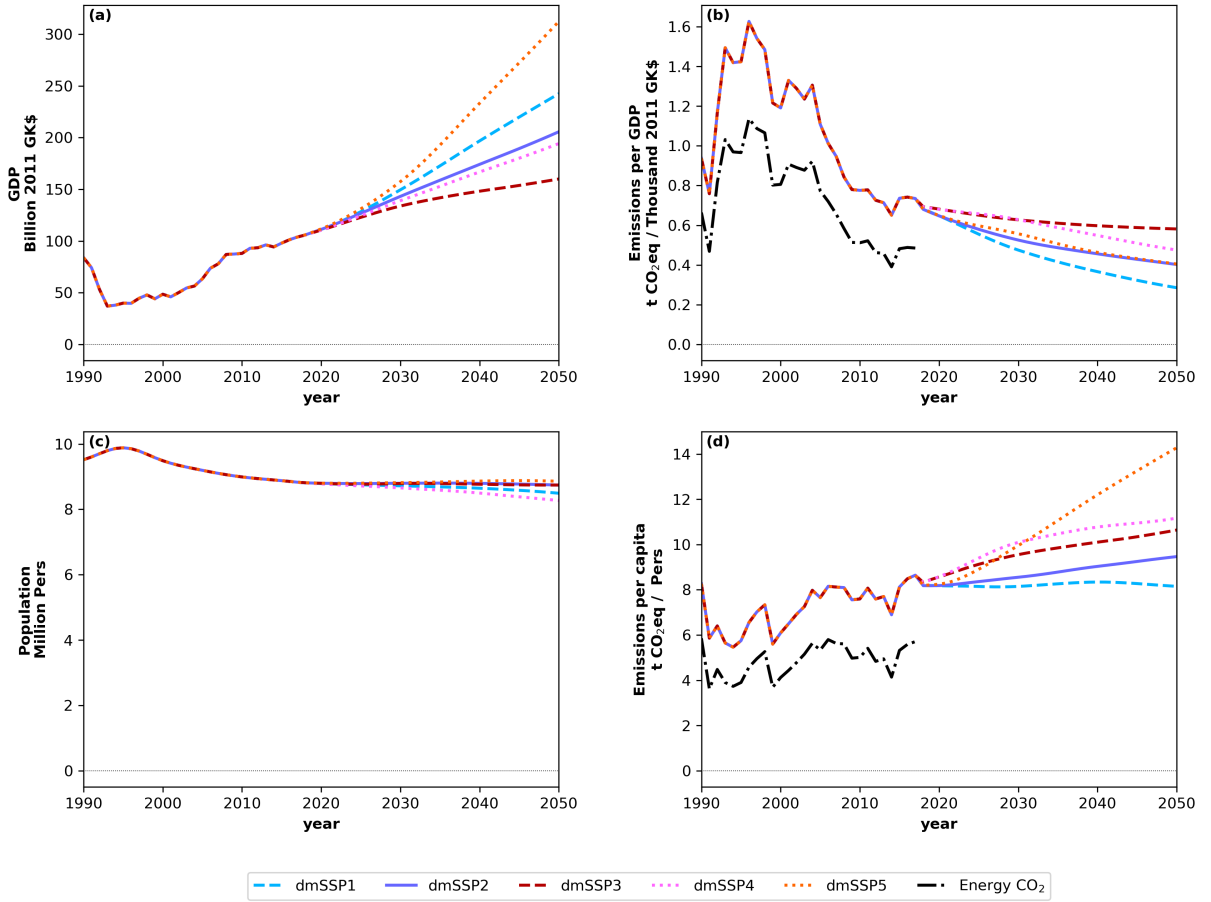 (a)
GDP
Billion 2011 GK$
300
250
200
150
100
50
0
1990 2000 2010 2020 2030 2040 2050
year
(b)
Emissions per GDP
t CO₂eq / Thousand 2011 GK$
1.6
1.4
1.2
1.0
0.8
0.6
0.4
0.2
0.0
1990 2000 2010 2020 2030 2040 2050
year
(c)
Population
Million Pers
10
8
6
4
2
0
1990 2000 2010 2020 2030 2040 2050
year
(d)
Emissions per capita
t CO₂eq / Pers
14
12
10
8
6
4
2
0
1990 2000 2010 2020 2030 2040 2050
year
dmSSP1 dmSSP2 dmSSP3 dmSSP4 dmSSP5 Energy CO₂